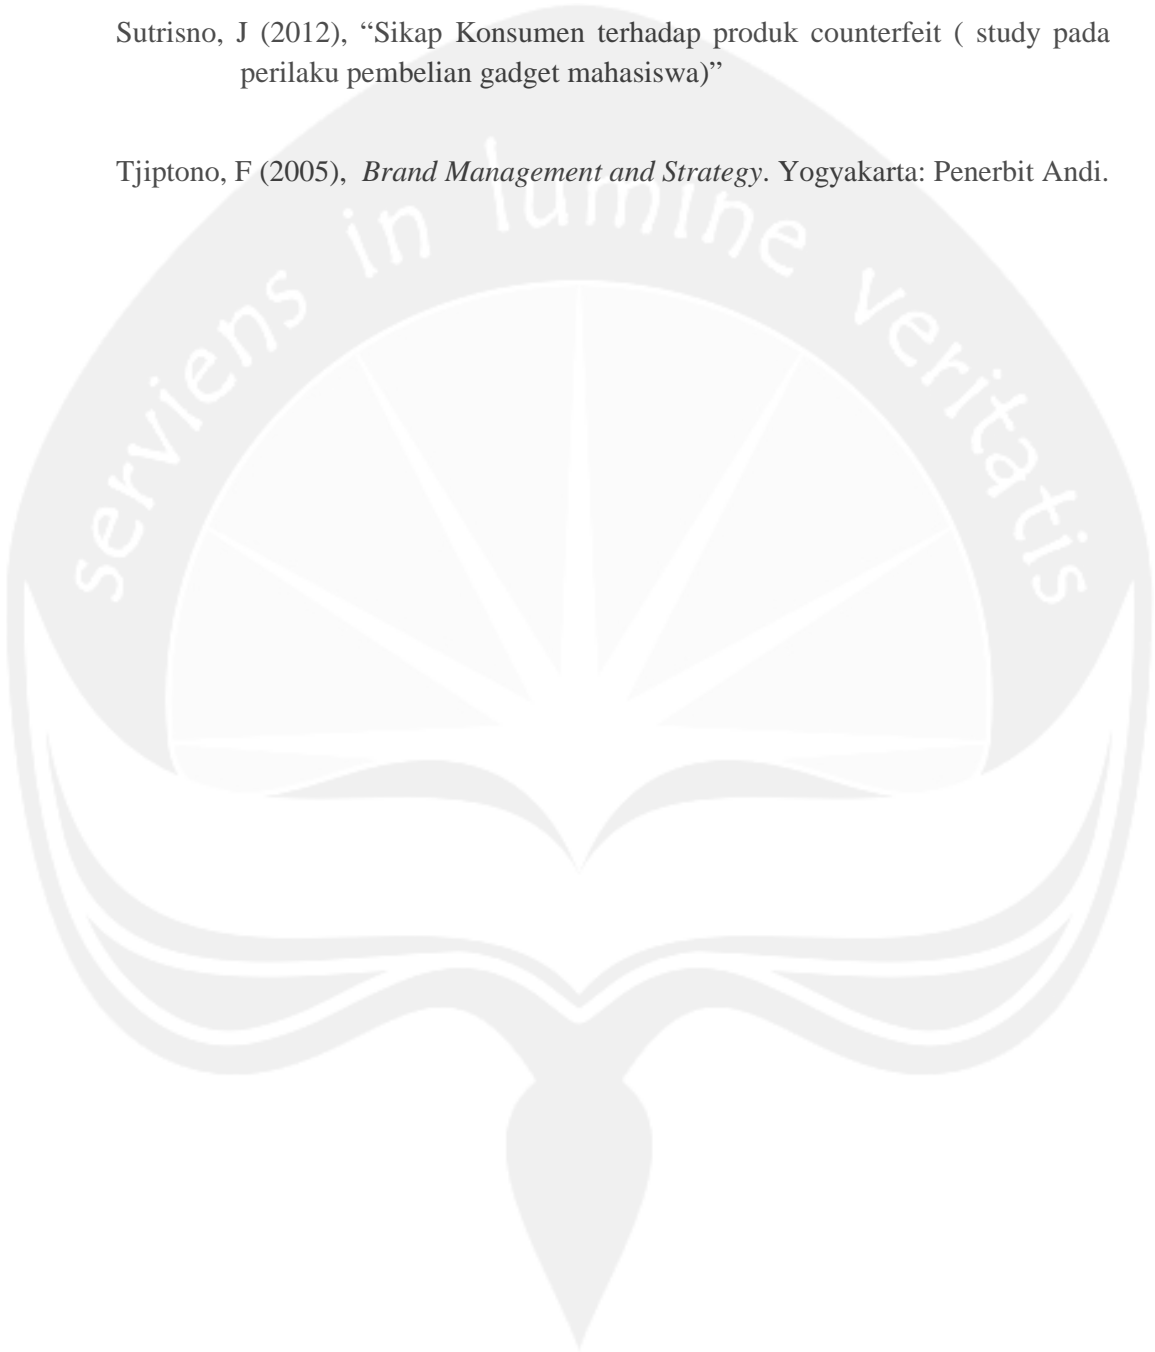 Sutrisno, J (2012), “Sikap Konsumen terhadap produk counterfeit ( study pada
perilaku pembelian gadget mahasiswa)”
Tjiptono, F (2005), Brand Management and Strategy. Yogyakarta: Penerbit Andi.
serviens in lumine veritatis